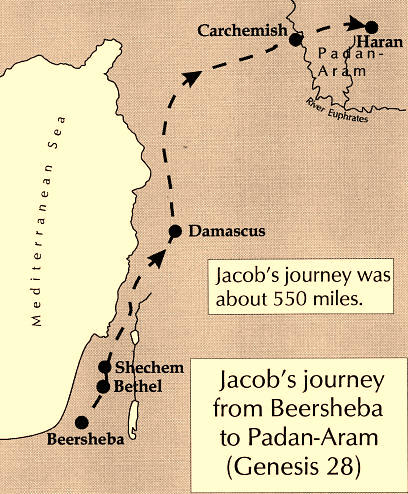 Carchemish
Haran
Padan-
Aram
River Euphrates
Mediterranean Sea
Damascus
Jacob's journey was
about 550 miles.
Shechem
Bethel
Beersheba
Jacob's journey
from Beersheba
to Padan-Aram
(Genesis 28)